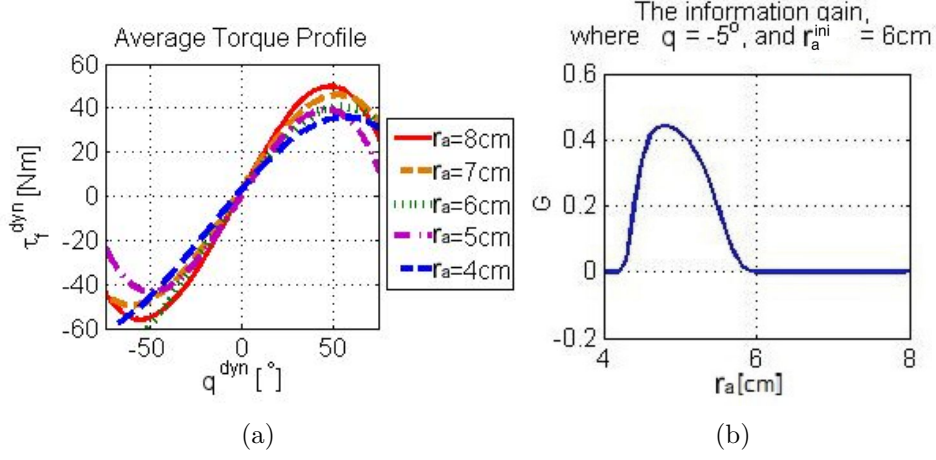 Average Torque Profile
60
40
20
0
-20
-40
-60
-50
0
50
τ_f^dyn [Nm]
q^dyn [°]
ra=8cm
ra=7cm
ra=6cm
ra=5cm
ra=4cm
(a)
The information gain,
where q = -5°, and r_a^ini = 6cm
0.6
0.4
0.2
0
-0.2
4
6
8
G
ra[cm]
(b)